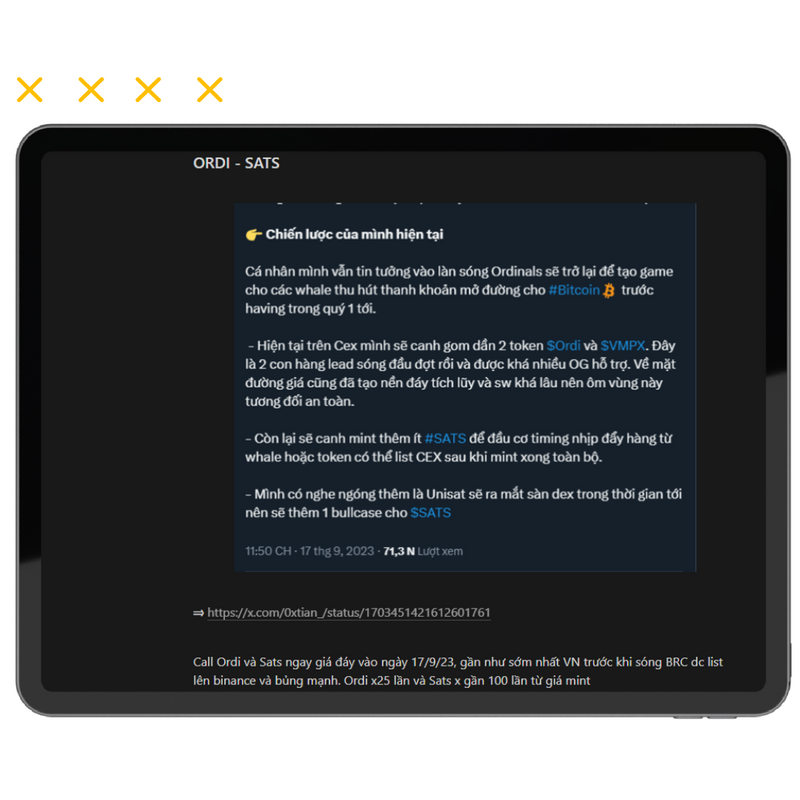 ORDI - SATS
👉 Chiến lược của mình hiện tại
Cá nhân mình vẫn tin tưởng vào làn sóng Ordinals sẽ trở lại để tạo game
cho các whale thu hút thanh khoản mở đường cho #Bitcoin trước
having trong quý 1 tới.
- Hiện tại trên Cex mình sẽ canh gom dần 2 token $Ordi và $VMPX. Đây
là 2 con hàng lead sóng đầu đợt rồi và được khá nhiều OG hỗ trợ. Về mặt
đường giá cũng đã tạo nền đáy tích lũy và sw khá lâu nên ôm vùng này
tương đối an toàn.
- Còn lại sẽ canh mint thêm ít #SATS để đầu cơ timing nhịp đẩy hàng từ
whale hoặc token có thể list CEX sau khi mint xong toàn bộ.
- Mình có nghe ngóng thêm là Unisat sẽ ra mắt sàn dex trong thời gian tới
nên sẽ thêm 1 bullcase cho $SATS
11:50 CH · 17 thg 9, 2023 · 71,3 N Lượt xem
⇒ https://x.com/0xtian_/status/1703451421612601761
Call Ordi và Sats ngay giá đáy vào ngày 17/9/23, gần như sớm nhất VN trước khi sóng BRC dc list
lên binance và bủng mạnh. Ordi x25 lần và Sats x gần 100 lần từ giá mint